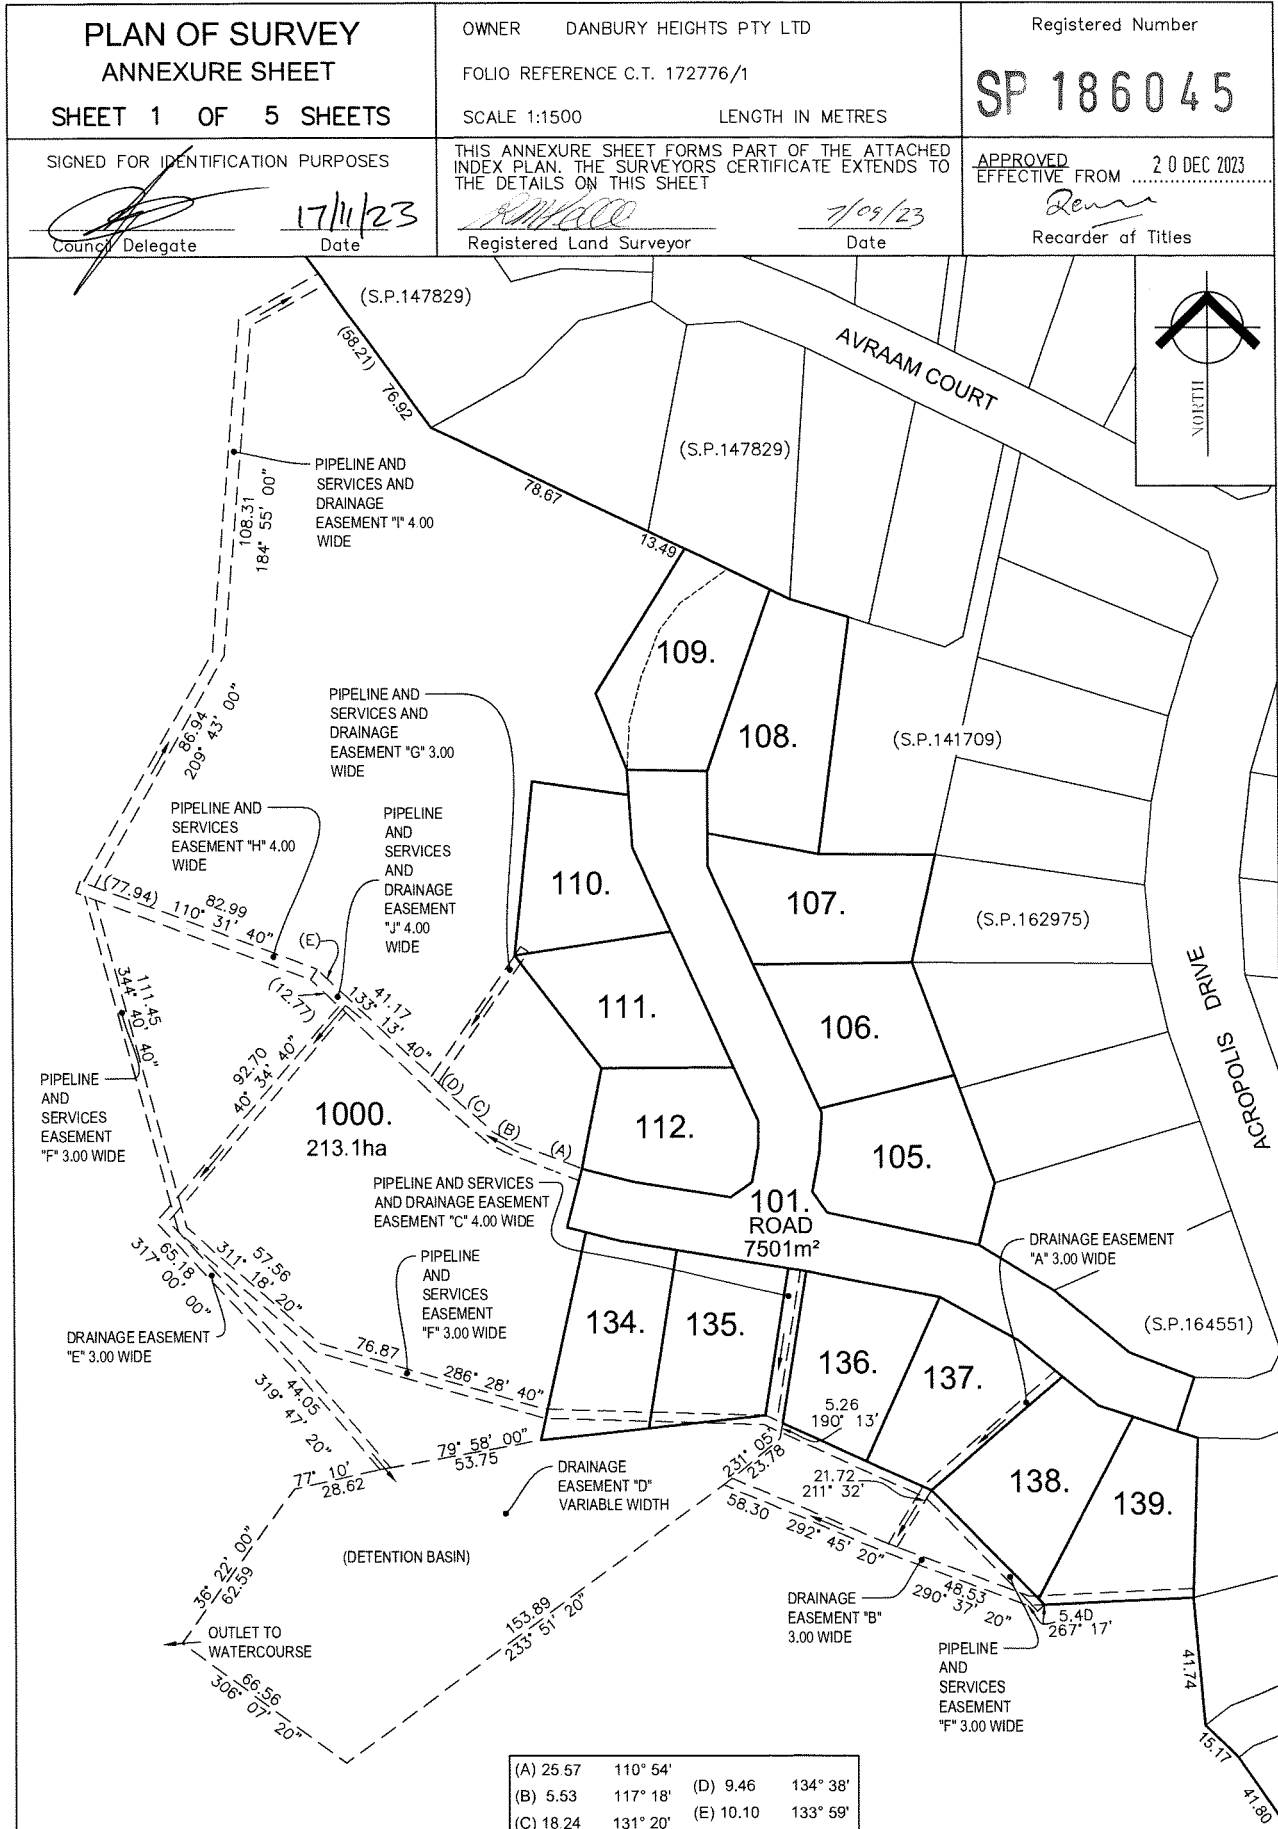 PLAN OF SURVEY
ANNEXURE SHEET
SHEET 1 OF 5 SHEETS
OWNER DANBURY HEIGHTS PTY LTD
FOLIO REFERENCE C.T. 172776/1
SCALE 1:1500 LENGTH IN METRES
Registered Number
SP 186045
SIGNED FOR IDENTIFICATION PURPOSES
17/11/23
Council Delegate Date
THIS ANNEXURE SHEET FORMS PART OF THE ATTACHED
INDEX PLAN. THE SURVEYORS CERTIFICATE EXTENDS TO
THE DETAILS ON THIS SHEET
7/09/23
Registered Land Surveyor Date
APPROVED
EFFECTIVE FROM 20 DEC 2023
Recorder of Titles
(S.P.147829)
(58.21)
76.92
AVRAAM COURT
NORTH
(S.P.147829)
78.67
13.49
PIPELINE AND
SERVICES AND
DRAINAGE
EASEMENT "I" 4.00
WIDE
108.31
184° 55' 00"
109.
108.
(S.P.141709)
86.94
209° 43' 00"
PIPELINE AND
SERVICES AND
DRAINAGE
EASEMENT "G" 3.00
WIDE
PIPELINE AND
SERVICES
EASEMENT "H" 4.00
WIDE
PIPELINE
AND
SERVICES
AND
DRAINAGE
EASEMENT
"J" 4.00
WIDE
110.
107.
(S.P.162975)
(77.94)
82.99
110° 31' 40"
(E)
(12.77)
41.17
133° 13' 40"
111.
106.
ACROPOLIS DRIVE
111.45
344° 40' 40"
92.70
40° 34' 40"
PIPELINE
AND
SERVICES
EASEMENT
"F" 3.00 WIDE
1000.
213.1ha
(D)
(C)
(B)
(A)
112.
105.
PIPELINE AND SERVICES
AND DRAINAGE EASEMENT
EASEMENT "C" 4.00 WIDE
101.
ROAD
7501m²
DRAINAGE EASEMENT
"A" 3.00 WIDE
65.18
317° 00' 00"
57.56
311° 18' 20"
PIPELINE
AND
SERVICES
EASEMENT
"F" 3.00 WIDE
134.
135.
136.
137.
(S.P.164551)
DRAINAGE EASEMENT
"E" 3.00 WIDE
76.87
286° 28' 40"
44.05
319° 47' 20"
5.26
190° 13'
79° 58' 00"
53.75
77° 10'
28.62
231° 05'
23.78
21.72
211° 32'
138.
139.
DRAINAGE
EASEMENT "D"
VARIABLE WIDTH
58.30
292° 45' 20"
(DETENTION BASIN)
36° 22' 00"
62.59
48.53
290° 37' 20"
5.40
267° 17'
DRAINAGE
EASEMENT "B"
3.00 WIDE
OUTLET TO
WATERCOURSE
153.89
233° 51' 20"
PIPELINE
AND
SERVICES
EASEMENT
"F" 3.00 WIDE
66.56
306° 07' 20"
41.74
15.17
41.80
(A) 25.57 110° 54'
(B) 5.53 117° 18'
(C) 18.24 131° 20'
(D) 9.46 134° 38'
(E) 10.10 133° 59'